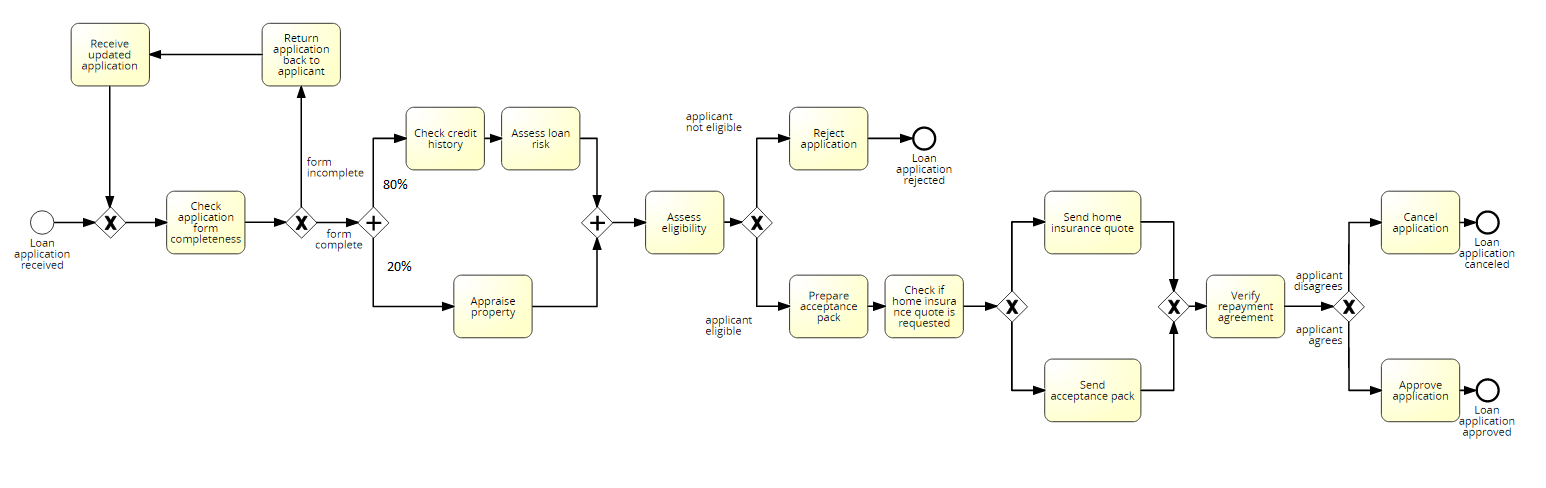 Receive
updated
application
Return
application
back to
applicant
form
incomplete
Loan
application
received
X
Check
application
form
completeness
X
form
complete
+
80%
20%
Check credit
history
Assess loan
risk
Appraise
property
+
Assess
eligibility
X
applicant
not eligible
applicant
eligible
Reject
application
Loan
application
rejected
Prepare
acceptance
pack
Check if
home insura
nce quote is
requested
X
Send home
insurance quote
Send
acceptance pack
X
Verify
repayment
agreement
applicant
disagrees
applicant
agrees
X
Cancel
application
Loan
application
canceled
Approve
application
Loan
application
approved